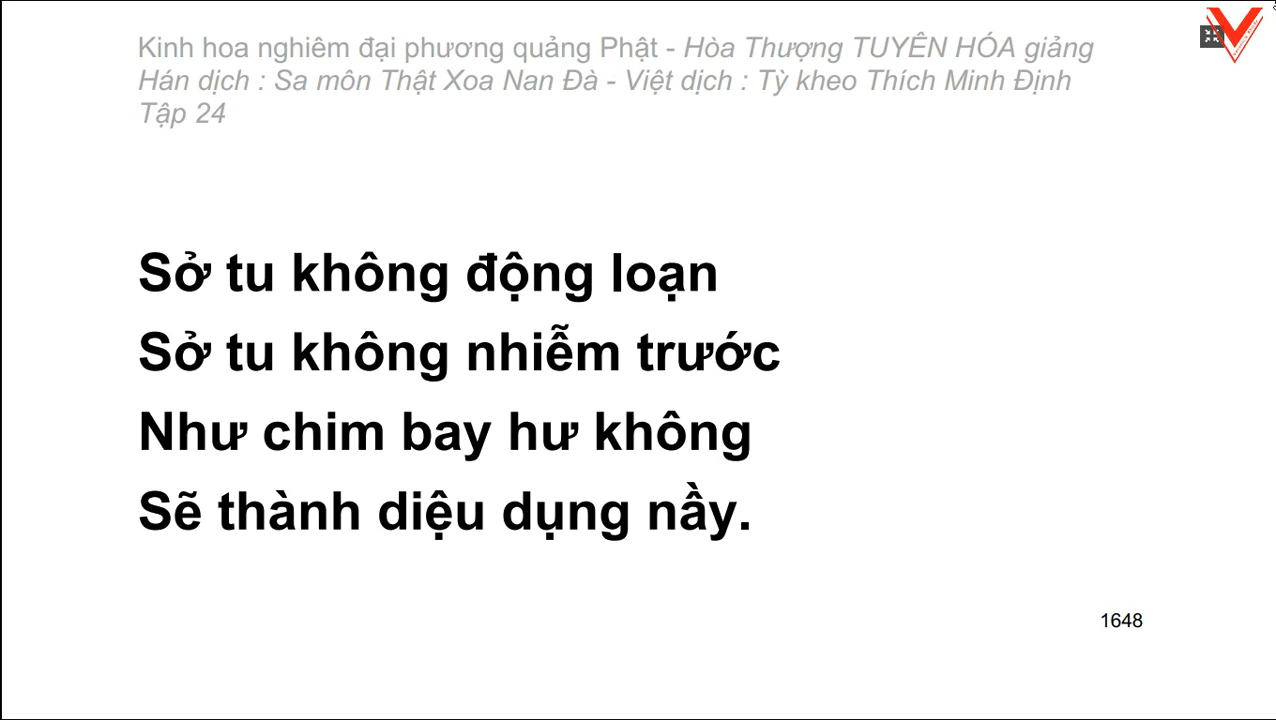 Kinh hoa nghiêm đại phương quảng Phật - Hòa Thượng TUYÊN HÓA giảng
Hán dịch : Sa môn Thật Xoa Nan Đà - Việt dịch : Tỳ kheo Thích Minh Định
Tập 24
Sở tu không động loạn
Sở tu không nhiễm trước
Như chim bay hư không
Sẽ thành diệu dụng nầy.
1648